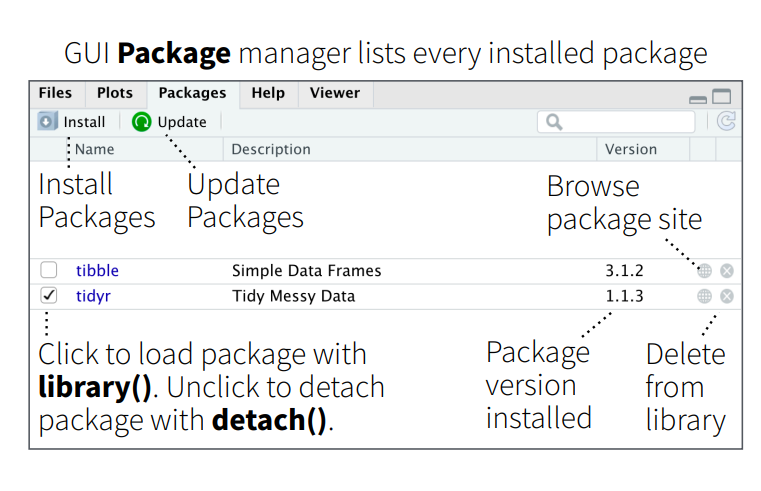 GUI Package manager lists every installed package
Files Plots Packages Help Viewer
Install Update
Name Description Version
Install
Packages
Update
Packages
Browse
package site
tibble Simple Data Frames 3.1.2
tidyr Tidy Messy Data 1.1.3
Click to load package with
library(). Unclick to detach
package with detach().
Package
version
installed
Delete
from
library